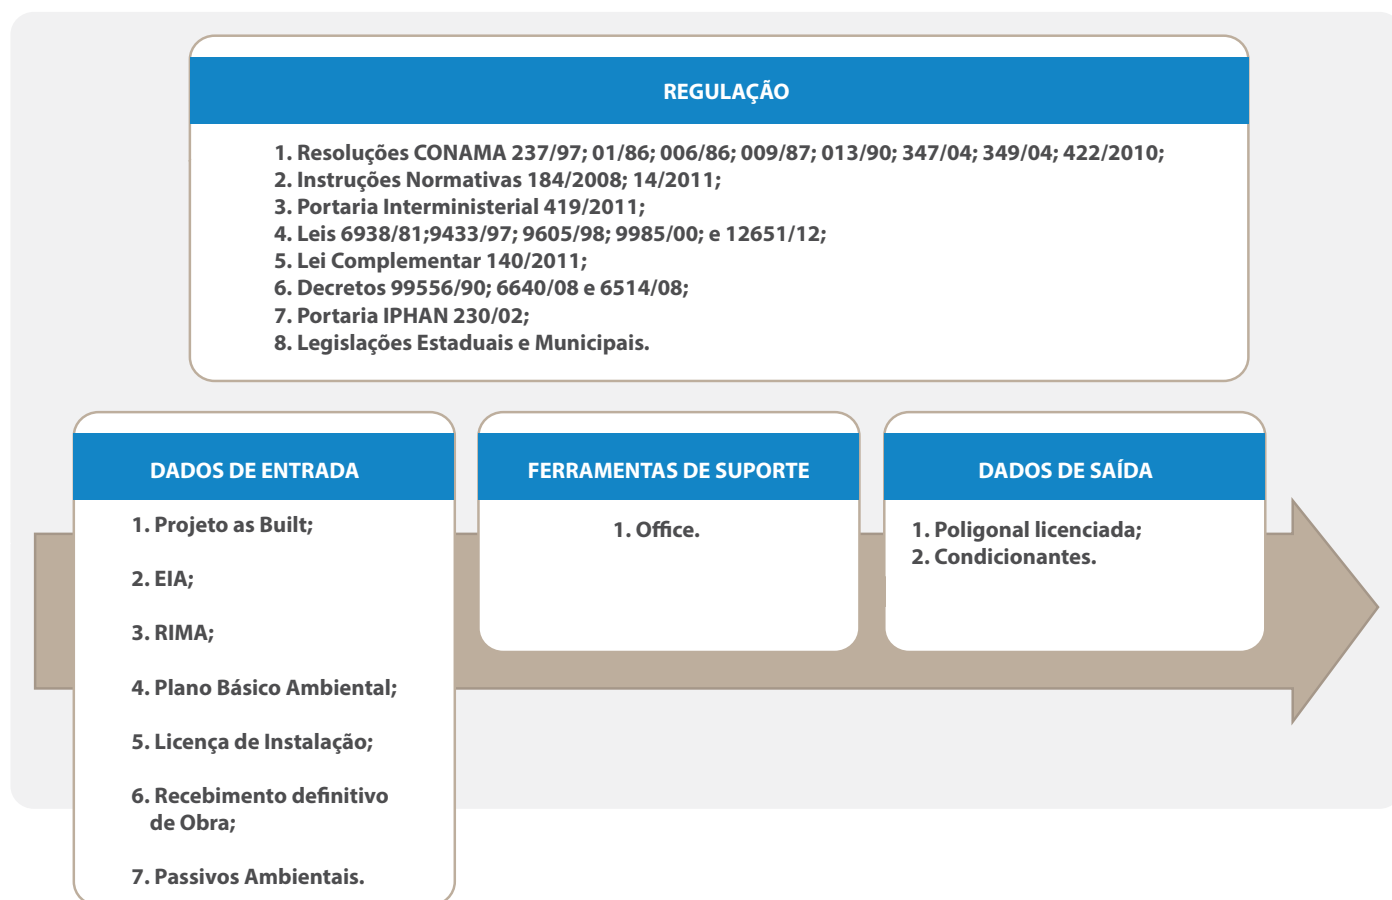 REGULAÇÃO
1. Resoluções CONAMA 237/97; 01/86; 006/86; 009/87; 013/90; 347/04; 349/04; 422/2010;
2. Instruções Normativas 184/2008; 14/2011;
3. Portaria Interministerial 419/2011;
4. Leis 6938/81;9433/97; 9605/98; 9985/00; e 12651/12;
5. Lei Complementar 140/2011;
6. Decretos 99556/90; 6640/08 e 6514/08;
7. Portaria IPHAN 230/02;
8. Legislações Estaduais e Municipais.
DADOS DE ENTRADA
1. Projeto as Built;
2. EIA;
3. RIMA;
4. Plano Básico Ambiental;
5. Licença de Instalação;
6. Recebimento definitivo
de Obra;
7. Passivos Ambientais.
FERRAMENTAS DE SUPORTE
1. Office.
DADOS DE SAÍDA
1. Poligonal licenciada;
2. Condicionantes.